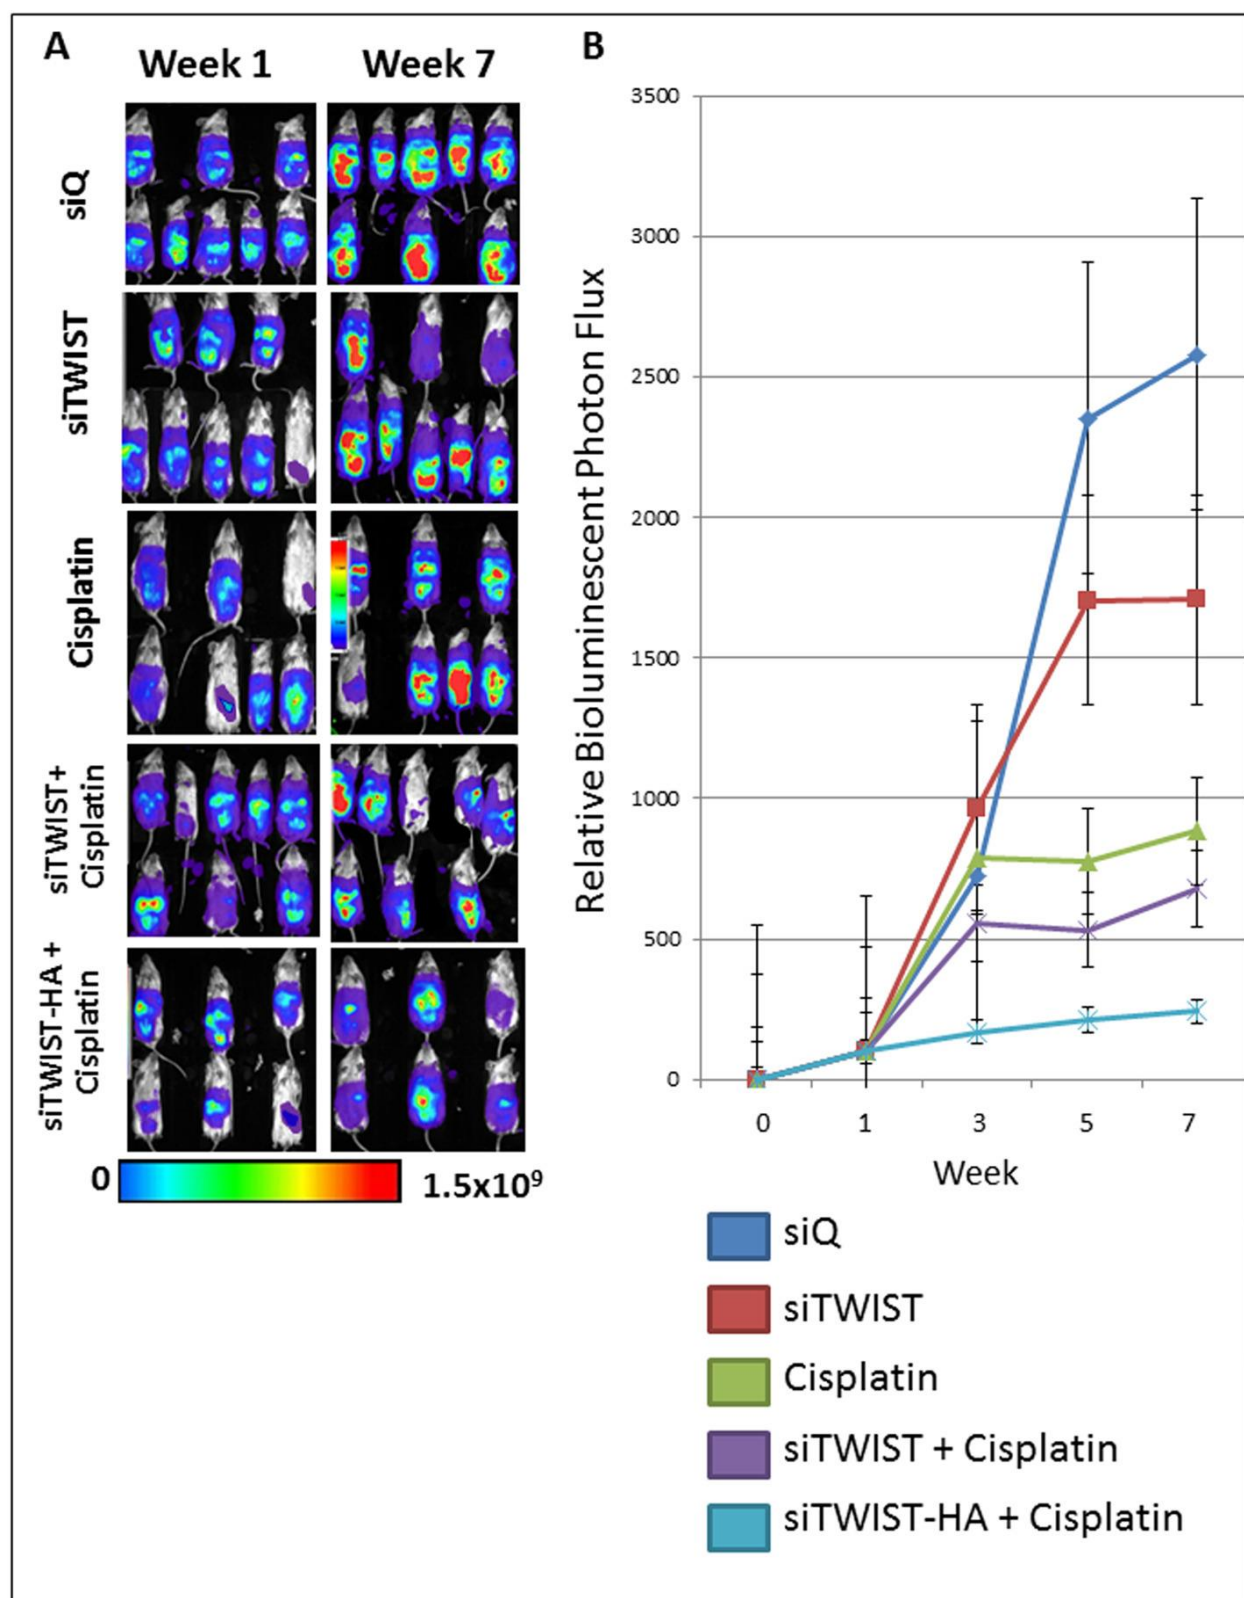 A
Week 1
Week 7
siQ
siTWIST
Cisplatin
siTWIST+
Cisplatin
siTWIST-HA +
Cisplatin
0
1.5x10⁹
B
Relative Bioluminescent Photon Flux
3500
3000
2500
2000
1500
1000
500
0
0
1
3
5
7
Week
siQ
siTWIST
Cisplatin
siTWIST + Cisplatin
siTWIST-HA + Cisplatin